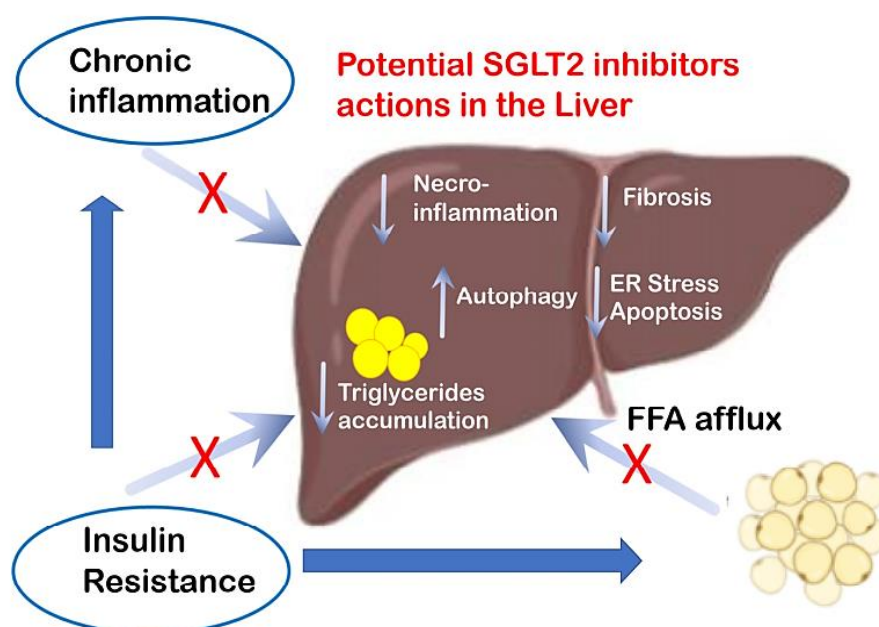 Chronic
inflammation
Potential SGLT2 inhibitors
actions in the Liver
X
Necro-
inflammation
Fibrosis
Autophagy
ER Stress
Apoptosis
Triglycerides
accumulation
FFA afflux
X
X
Insulin
Resistance